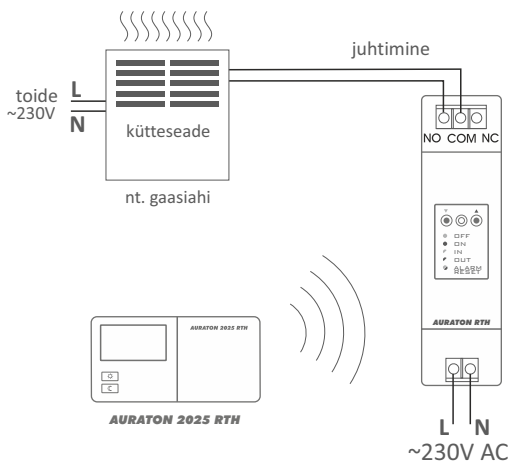 juhtimine
toide
~230V
L
N
kütteseade
nt. gaasiahi
NO COM NC
OFF
ON
IN
OUT
ALARM
RESET
AURATON RTH
AURATON 2025 RTH
C
AURATON 2025 RTH
L N
~230V AC